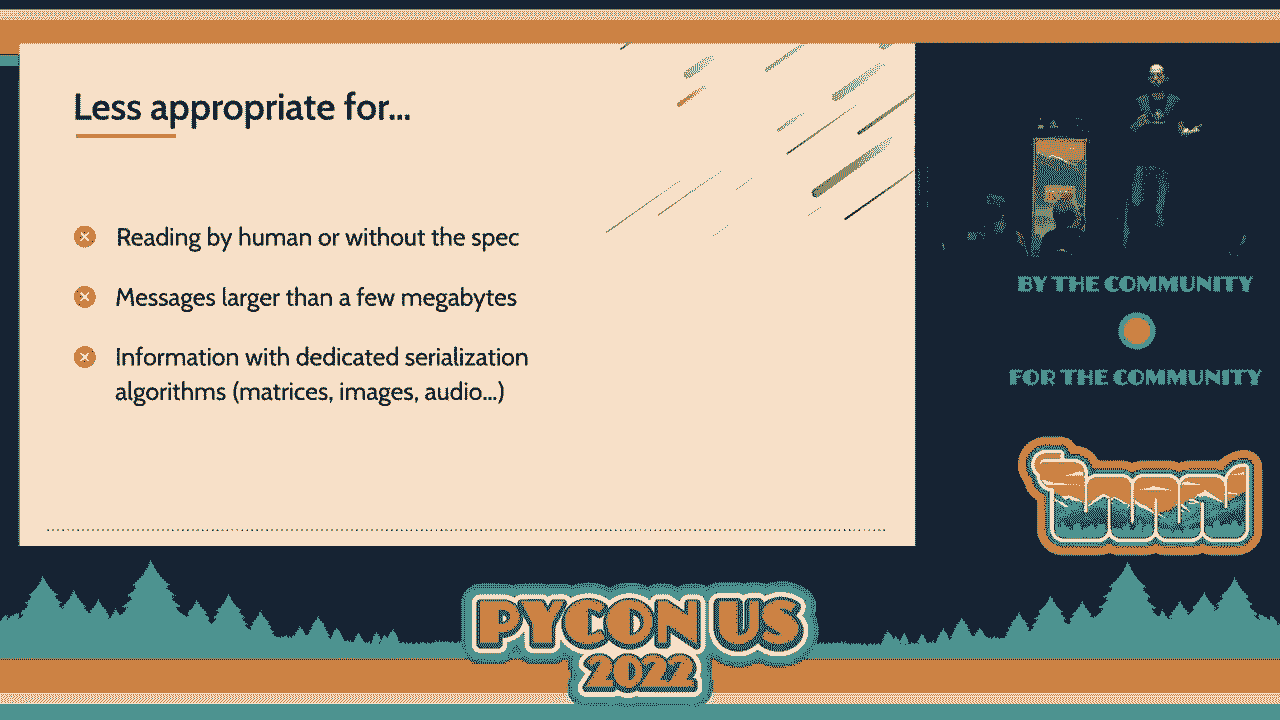 Less appropriate for...
Reading by human or without the spec
Messages larger than a few megabytes
Information with dedicated serialization
algorithms (matrices, images, audio...)
BY THE COMMUNITY
FOR THE COMMUNITY
PYCON US
2022